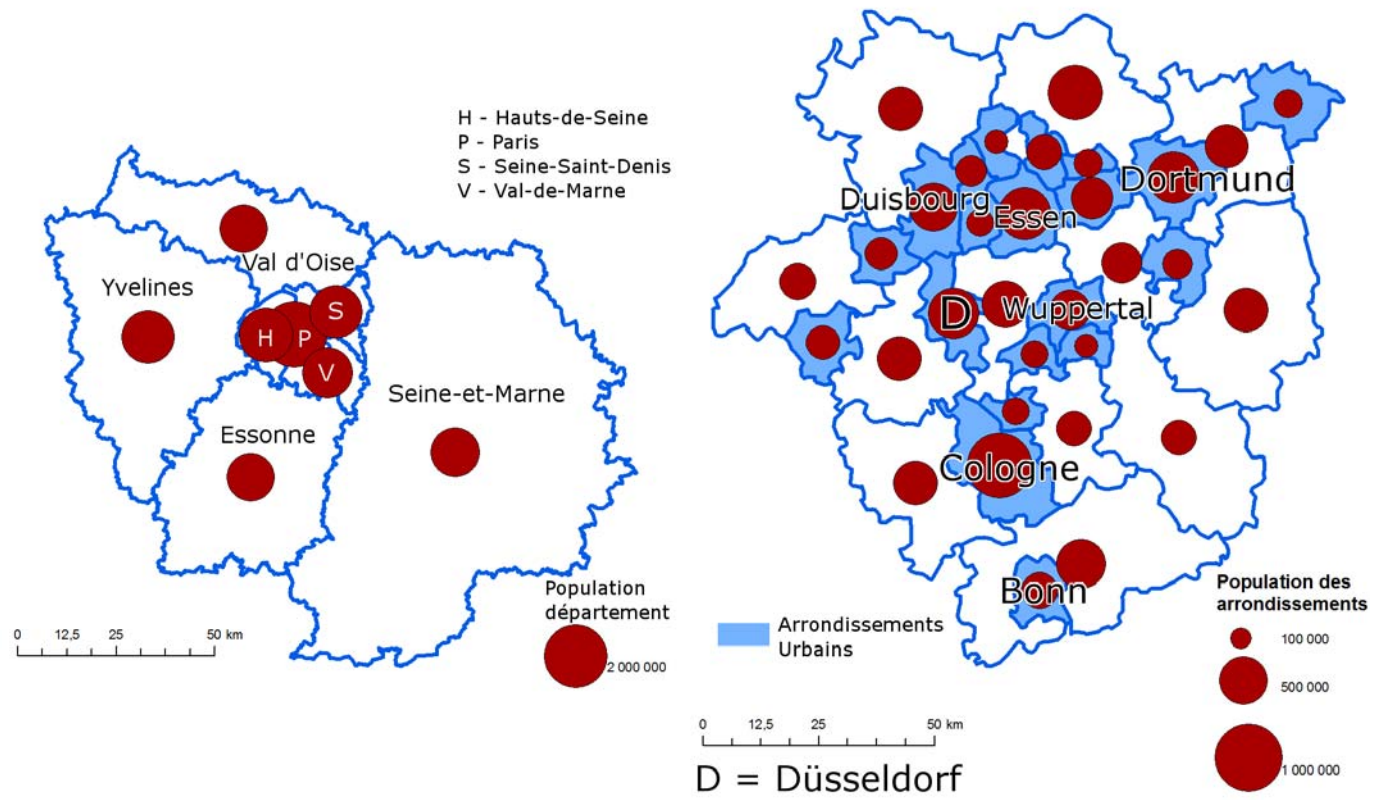 H - Hauts-de-Seine
P - Paris
S - Seine-Saint-Denis
V - Val-de-Marne
Val d'Oise
Yvelines
S
H
P
V
Seine-et-Marne
Essonne
Population
département
2 000 000
0 12,5 25 50 km
Duisbourg
Essen
Dortmund
D
Wuppertal
Cologne
Bonn
Arrondissements
Urbains
Population des
arrondissements
100 000
500 000
1 000 000
0 12,5 25 50 km
D = Düsseldorf